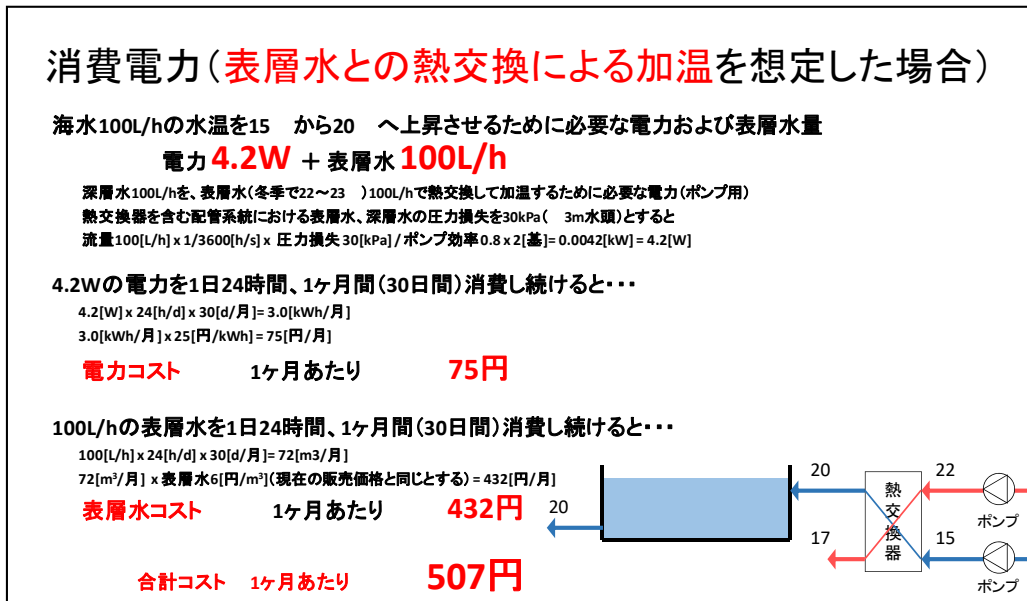 消費電力(表層水との熱交換による加温を想定した場合)
海水100L/hの水温を15 から20 へ上昇させるために必要な電力および表層水量
電力4.2W + 表層水100L/h
深層水100L/hを、表層水(冬季で22~23 )100L/hで熱交換して加温するために必要な電力(ポンプ用)
熱交換器を含む配管系統における表層水、深層水の圧力損失を30kPa( 3m水頭)とすると
流量100[L/h] x 1/3600[h/s] x 圧力損失30[kPa] / ポンプ効率0.8 x 2[基]= 0.0042[kW] = 4.2[W]
4.2Wの電力を1日24時間、1ヶ月間(30日間)消費し続けると・・・
4.2[W] x 24[h/d] x 30[d/月]= 3.0[kWh/月]
3.0[kWh/月] x 25[円/kWh] = 75[円/月]
電力コスト 1ヶ月あたり 75円
100L/hの表層水を1日24時間、1ヶ月間(30日間)消費し続けると・・・
100[L/h] x 24[h/d] x 30[d/月]= 72[m3/月]
72[m³/月] x 表層水6[円/m³](現在の販売価格と同じとする) = 432[円/月]
表層水コスト 1ヶ月あたり 432円
合計コスト 1ヶ月あたり 507円
20
20
22
熱交換器
ポンプ
17
15
ポンプ